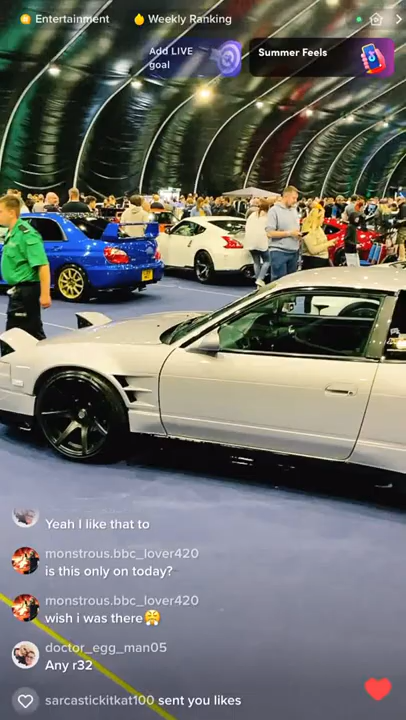 Entertainment
Weekly Ranking
Add LIVE
goal
Summer Feels
Yeah I like that to
monstrous.bbc_lover420
is this only on today?
monstrous.bbc_lover420
wish i was there😤
doctor_egg_man05
Any r32
sarcastickitkat100 sent you likes